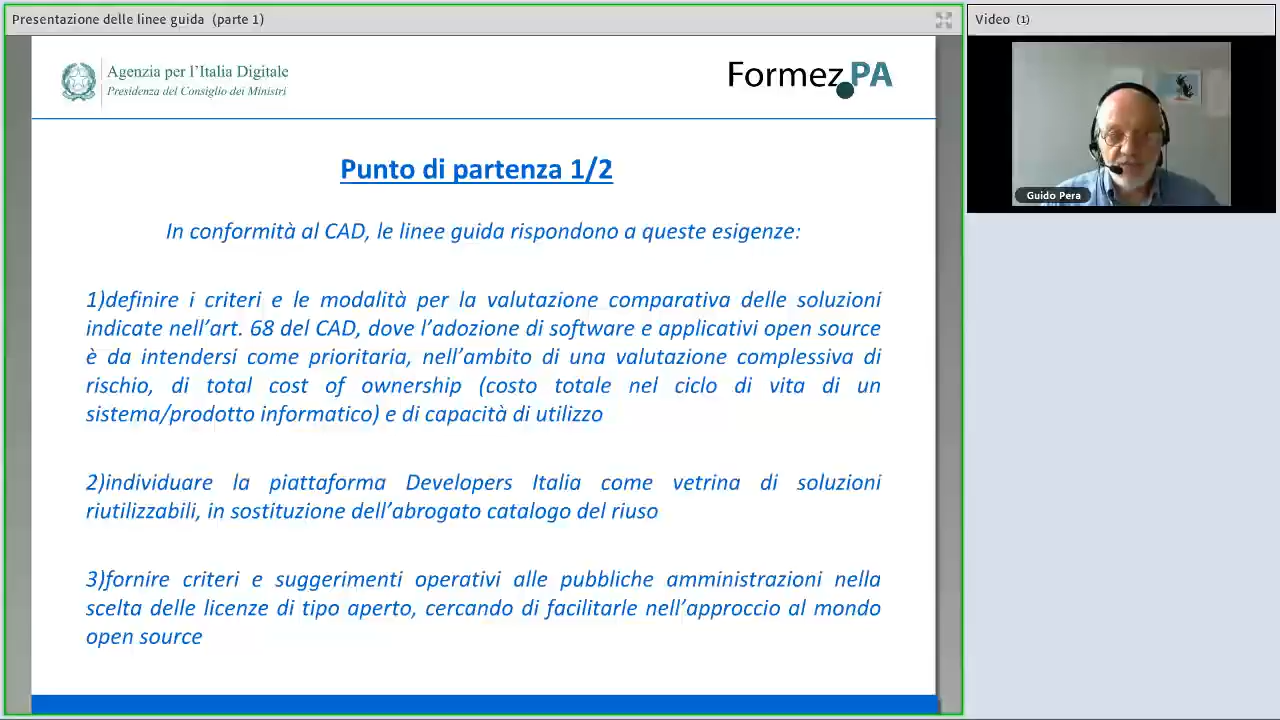 Presentazione delle linee guida (parte 1)
Video (1)
Agenzia per l'Italia Digitale
Presidenza del Consiglio dei Ministri
Formez PA
Guido Pera
Punto di partenza 1/2
In conformità al CAD, le linee guida rispondono a queste esigenze:
1)definire i criteri e le modalità per la valutazione comparativa delle soluzioni
indicate nell’art. 68 del CAD, dove l’adozione di software e applicativi open source
è da intendersi come prioritaria, nell’ambito di una valutazione complessiva di
rischio, di total cost of ownership (costo totale nel ciclo di vita di un
sistema/prodotto informatico) e di capacità di utilizzo
2)individuare la piattaforma Developers Italia come vetrina di soluzioni
riutilizzabili, in sostituzione dell’abrogato catalogo del riuso
3)fornire criteri e suggerimenti operativi alle pubbliche amministrazioni nella
scelta delle licenze di tipo aperto, cercando di facilitarle nell’approccio al mondo
open source